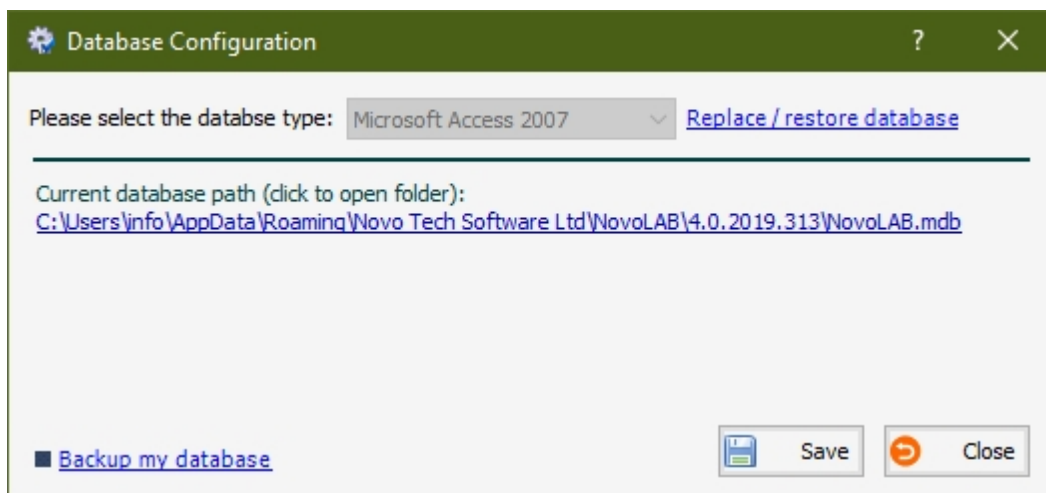 Database Configuration
Please select the databse type: Microsoft Access 2007 Replace / restore database
Current database path (click to open folder):
C:\Users\info\AppData\Roaming\Novo Tech Software Ltd\NovoLAB\4.0.2019.313\NovoLAB.mdb
Backup my database Save Close